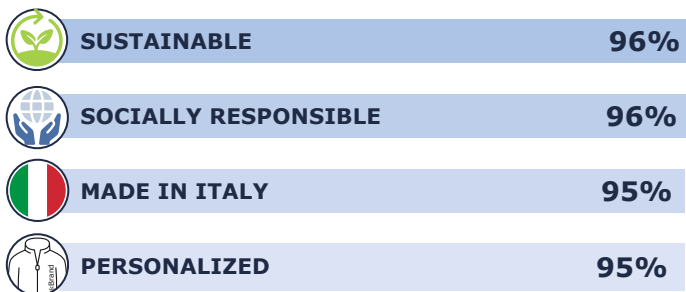 SUSTAINABLE 96%
SOCIALLY RESPONSIBLE 96%
MADE IN ITALY 95%
PERSONALIZED 95%